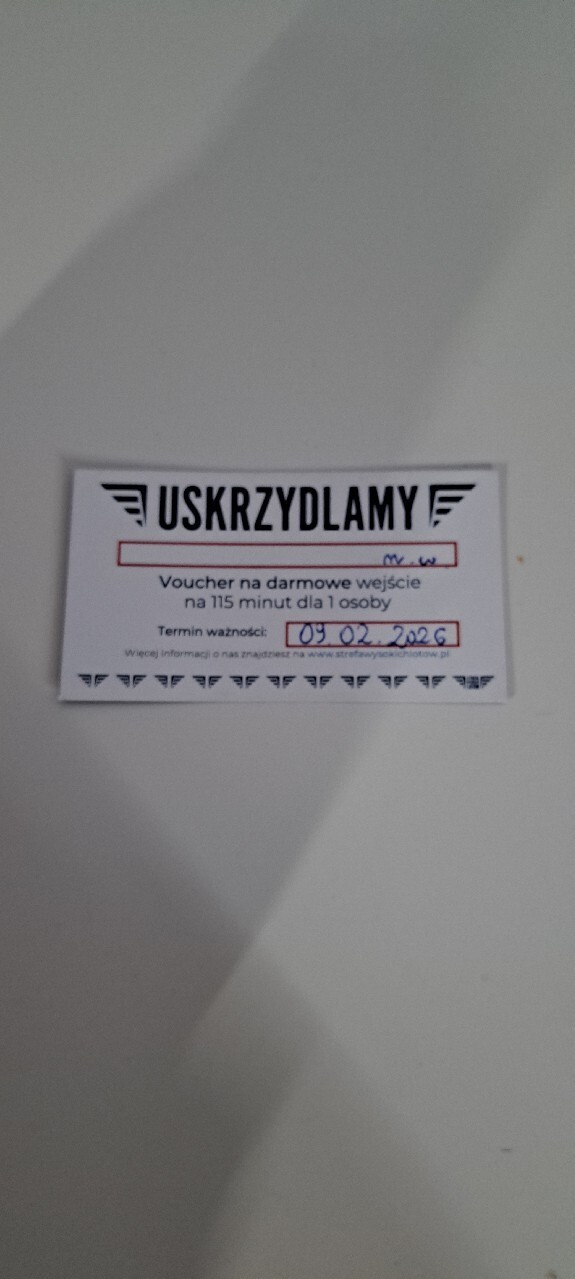 USKRZYDLAMY
m.w.
Voucher na darmowe wejście
na 115 minut dla 1 osoby
Termin ważności: 09.02.2026
Więcej informacji o nas znajdziesz na www.strefawysokichlotow.pl